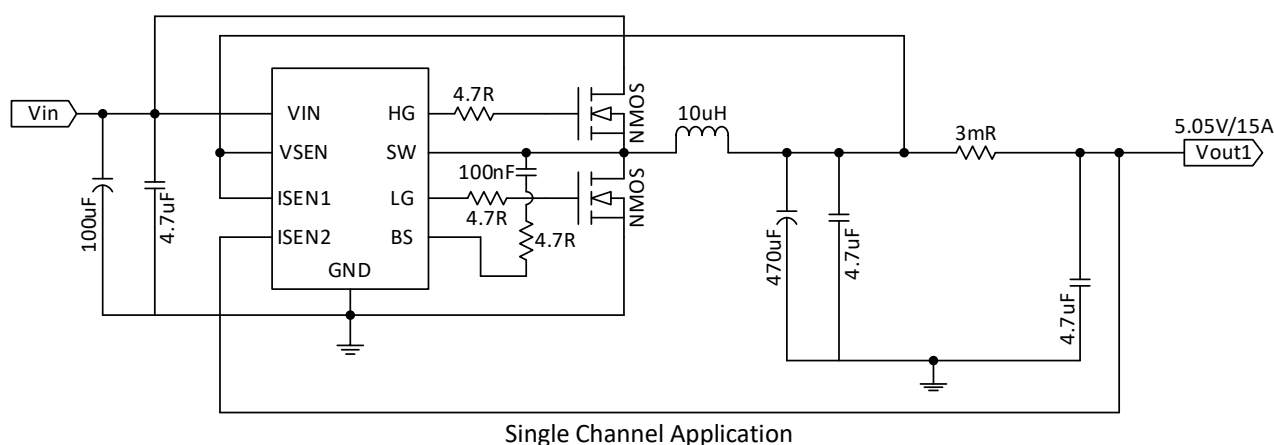 Vin
100uF
4.7uF
VIN
VSEN
ISEN1
ISEN2
GND
HG
SW
LG
BS
4.7R
100nF
4.7R
4.7R
NMOS
NMOS
10uH
470uF
4.7uF
3mR
4.7uF
5.05V/15A
Vout1
Single Channel Application